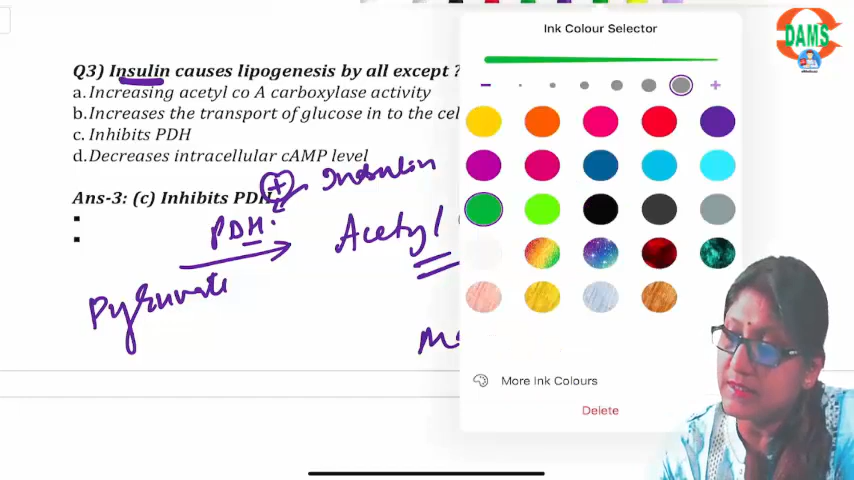 Ink Colour Selector
DAMS
Q3) Insulin causes lipogenesis by all except ?
a. Increasing acetyl co A carboxylase activity
b. Increases the transport of glucose in to the cel
c. Inhibits PDH
d. Decreases intracellular cAMP level
+ Insulin
Ans-3: (c) Inhibits PDH
PDH
Acetyl
Pyruvate
More Ink Colours
Delete